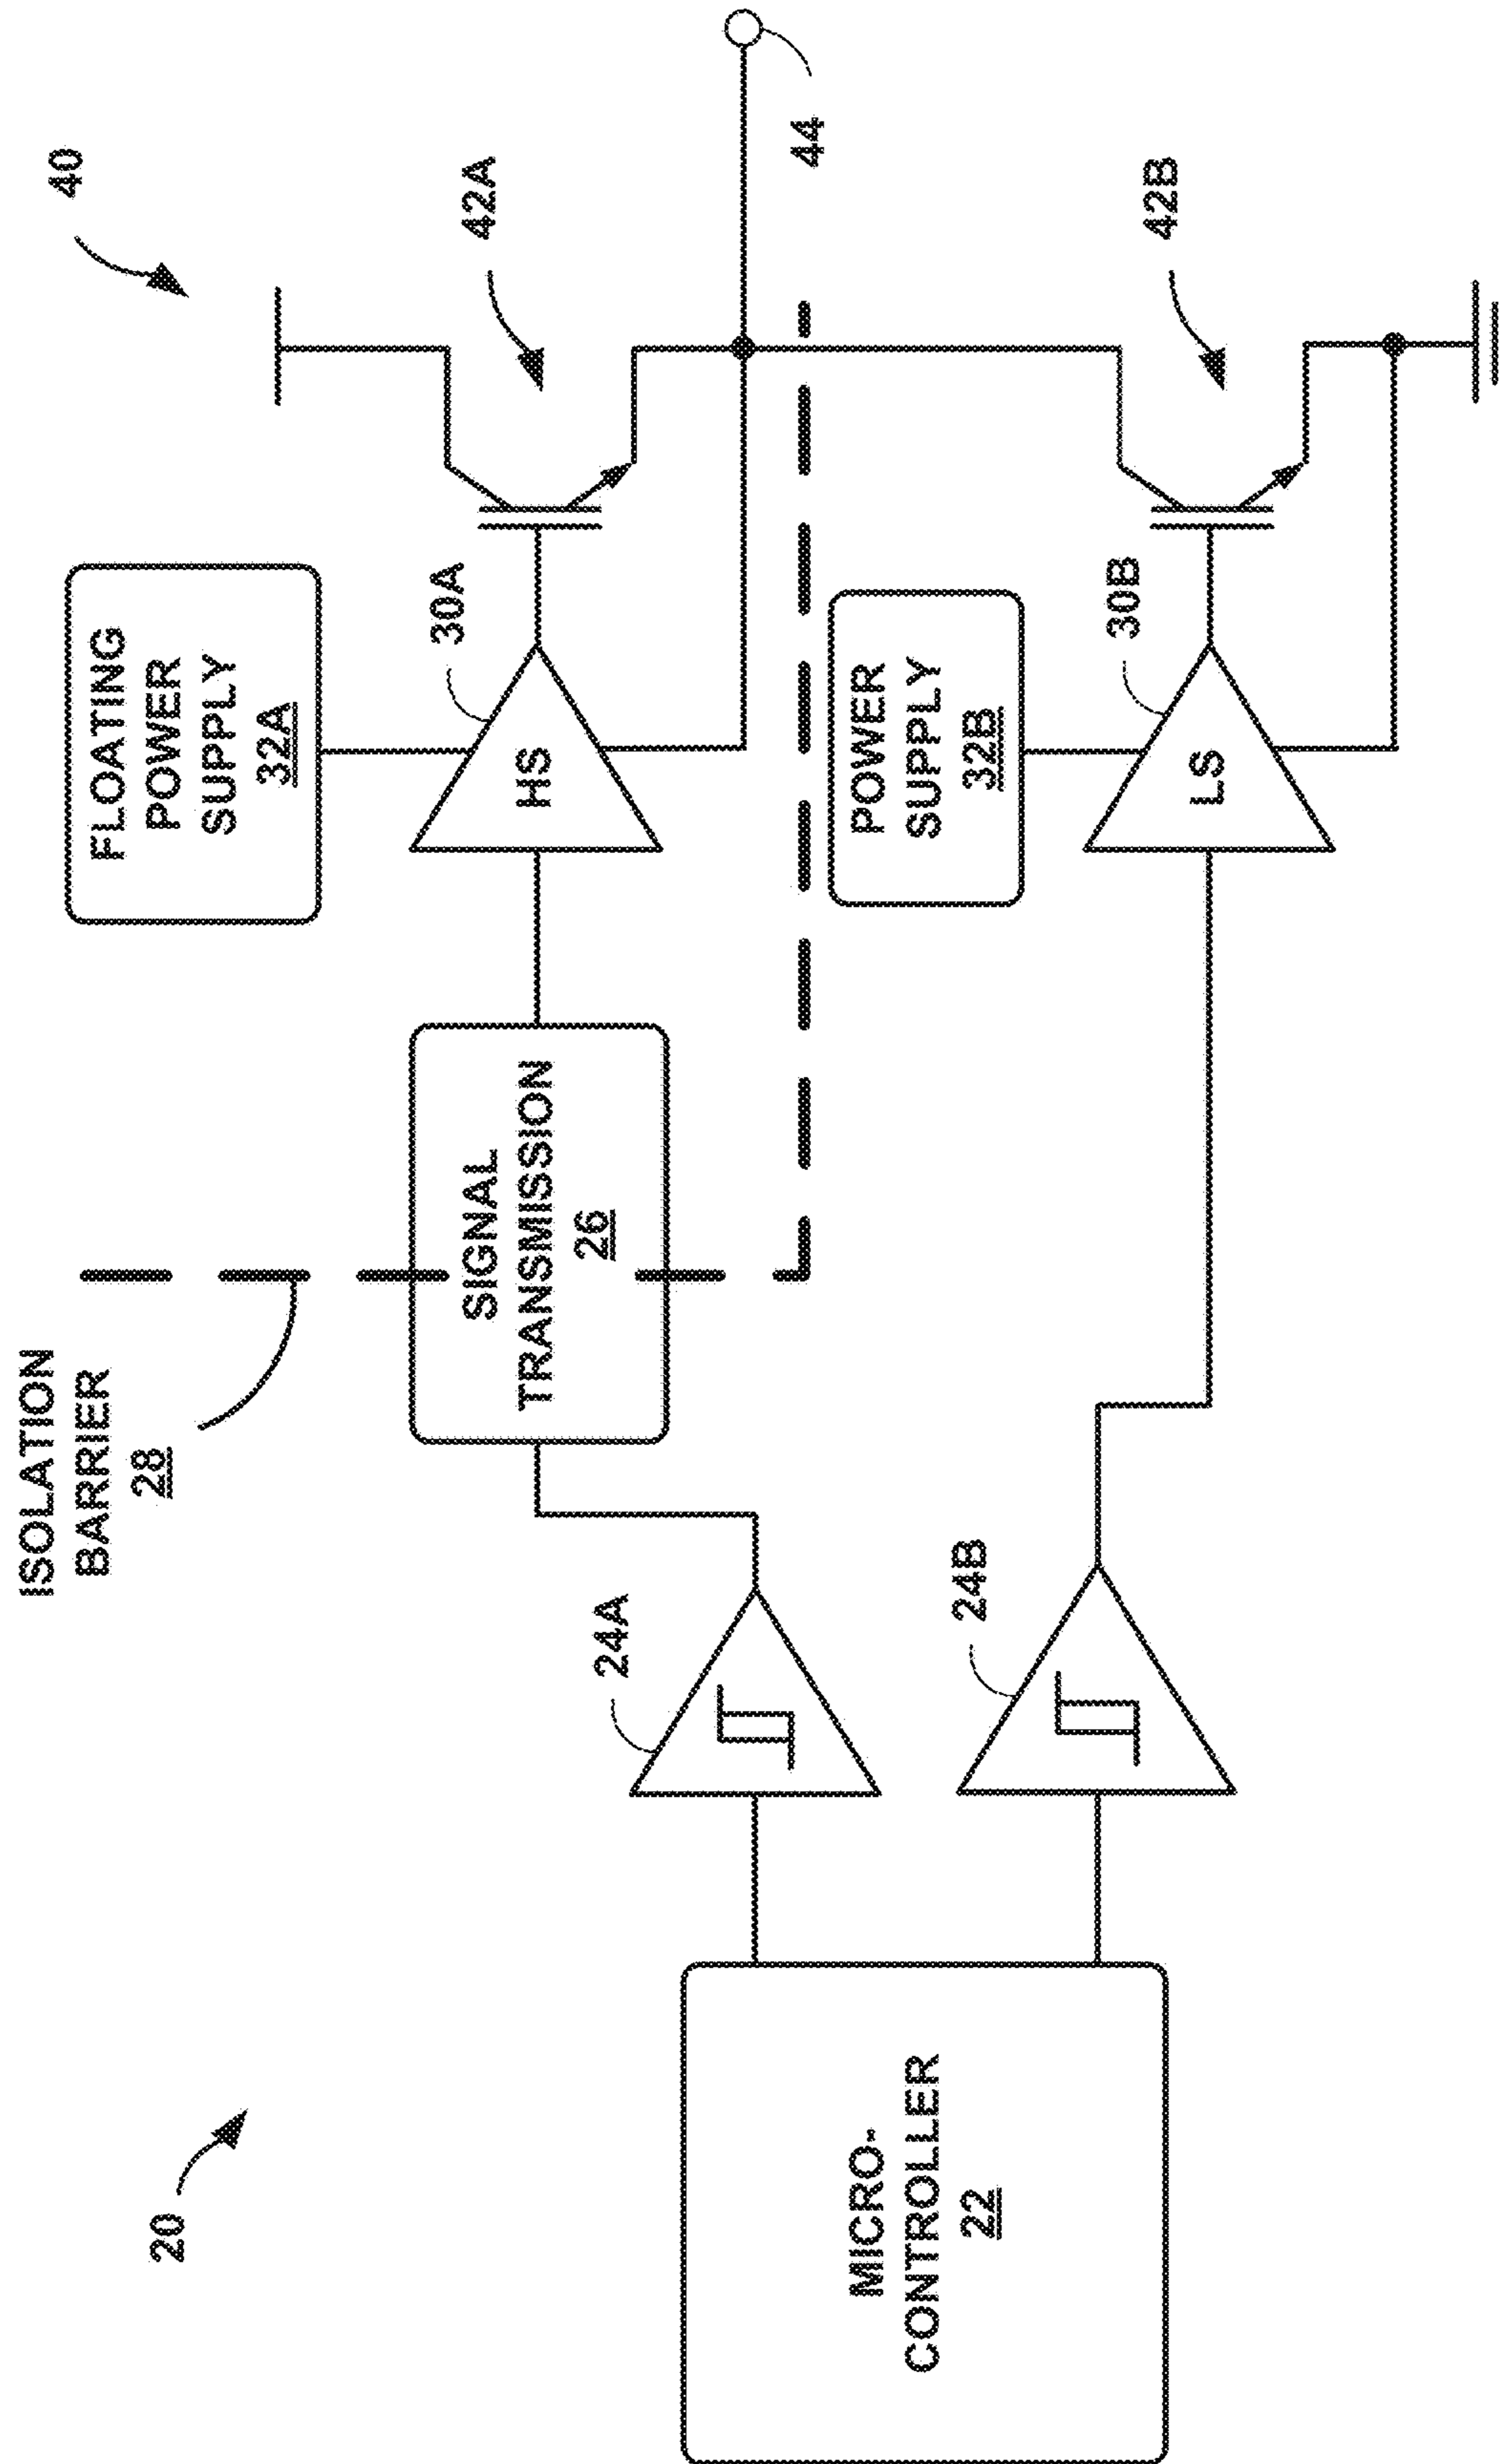 20
MICRO-
CONTROLLER
22
24A
24B
ISOLATION
BARRIER
28
SIGNAL
TRANSMISSION
26
FLOATING
POWER
SUPPLY
32A
HS
30A
POWER
SUPPLY
32B
LS
30B
40
42A
44
42B